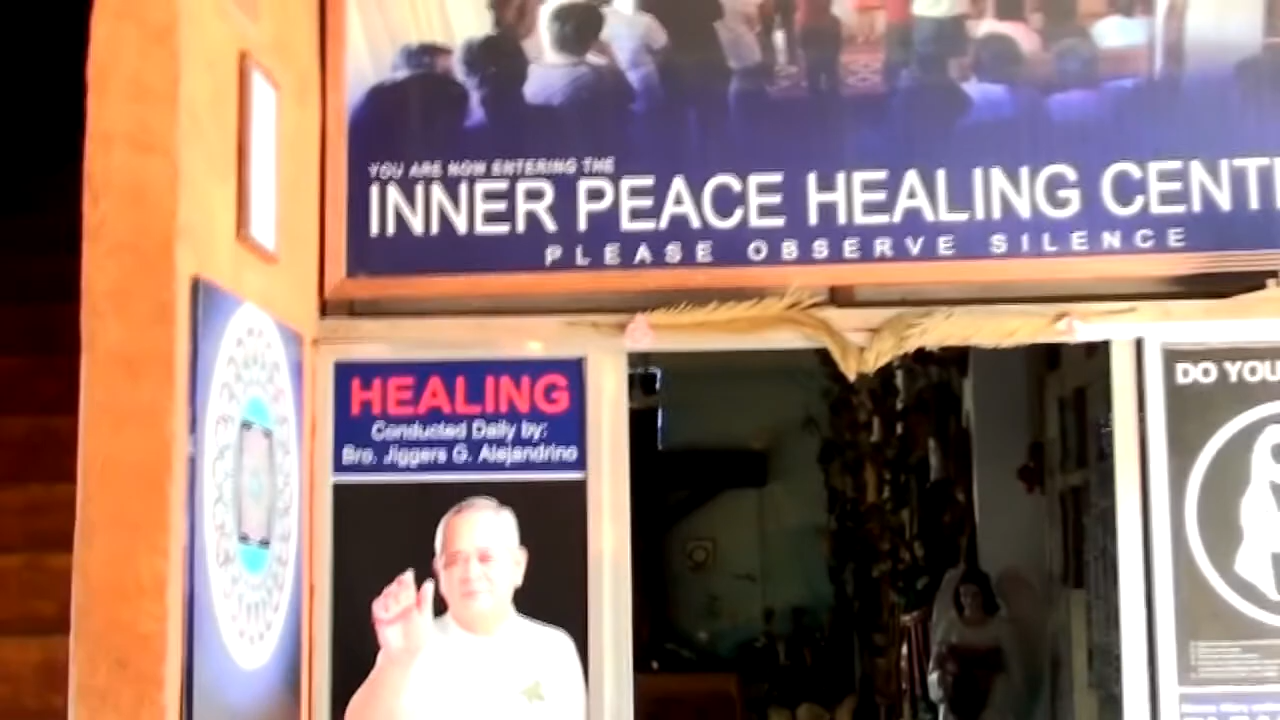 YOU ARE NOW ENTERING THE
INNER PEACE HEALING CENT
PLEASE OBSERVE SILENCE
HEALING
Conducted Daily by:
Bro. Jiggers G. Alejandrino
DO YOU